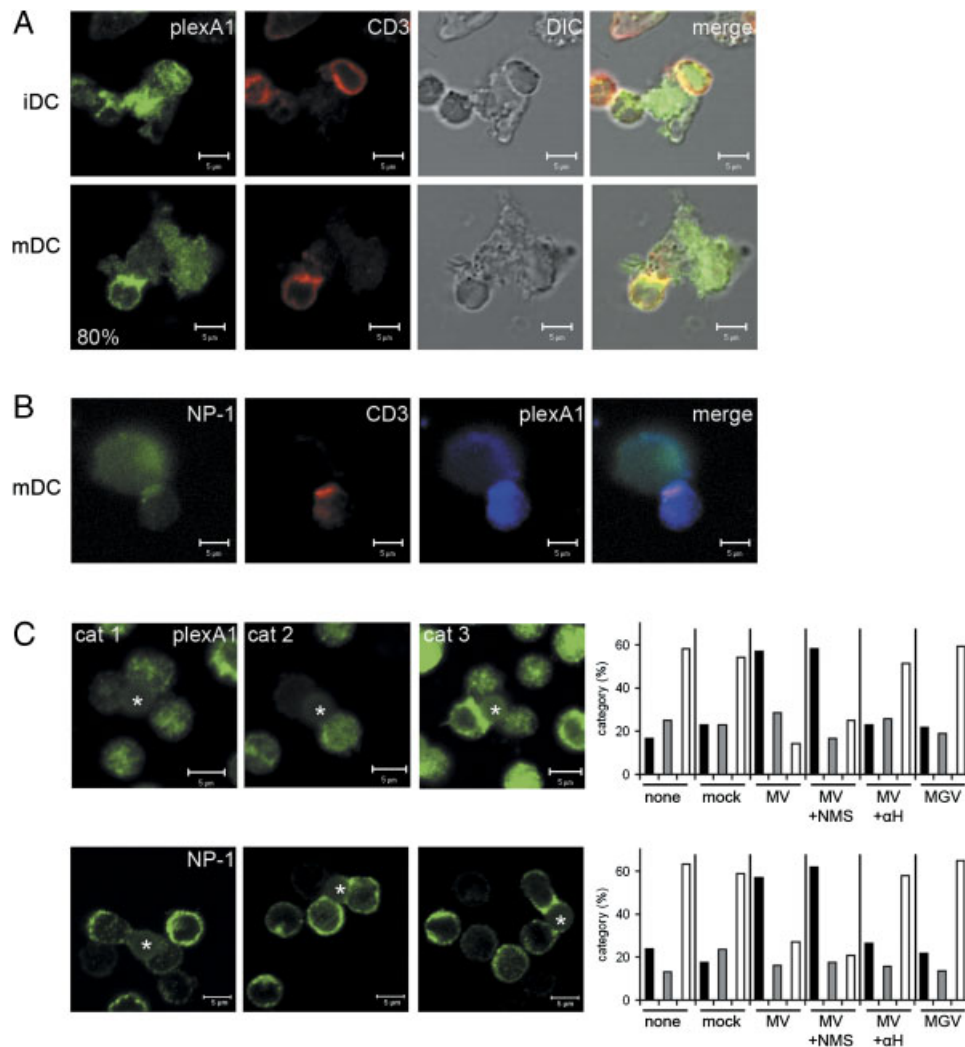 A
plexA1 CD3 DIC merge
iDC
5 µm 5 µm 5 µm 5 µm
mDC
80%
5 µm 5 µm 5 µm 5 µm
B
NP-1 CD3 plexA1 merge
mDC
5 µm 5 µm 5 µm 5 µm
C
cat 1 plexA1 cat 2 cat 3
* * *
5 µm 5 µm 5 µm
category (%)
60
40
20
0
none mock MV MV MV MGV
+NMS +αH
NP-1
* * *
5 µm 5 µm 5 µm
category (%)
60
40
20
0
none mock MV MV MV MGV
+NMS +αH